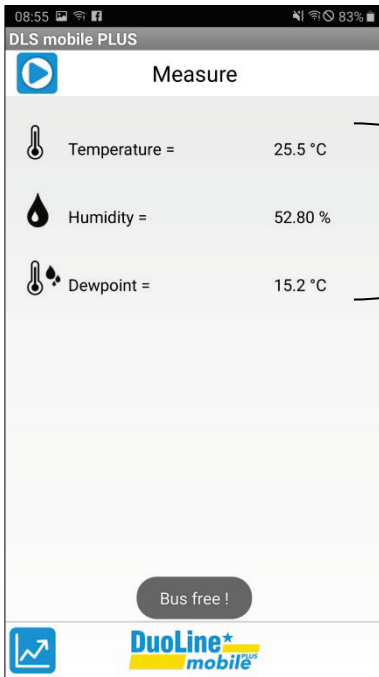 08:55 83%
DLS mobile PLUS
Measure
Temperature = 25.5 °C
Humidity = 52.80 %
Dewpoint = 15.2 °C
Bus free !
DuoLine
mobile PLUS